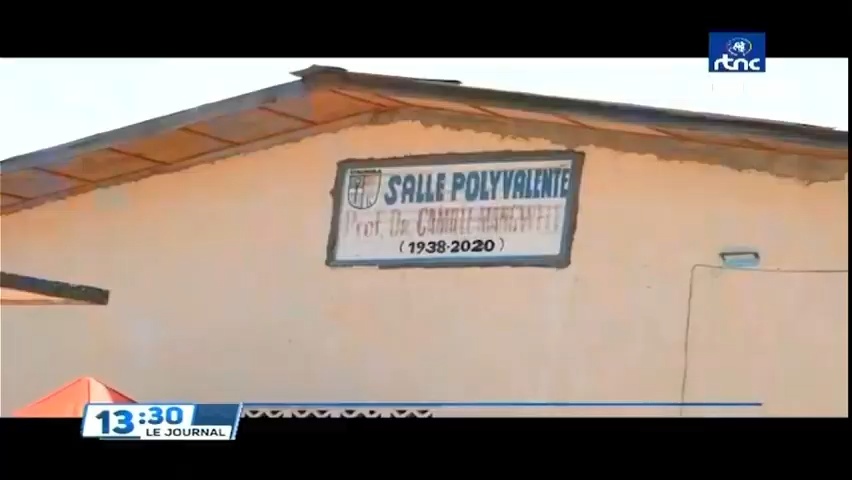 rtnc
SALLE POLYVALENTE
Prof. Dr. CAMILLE
(1938-2020)
13:30
LE JOURNAL